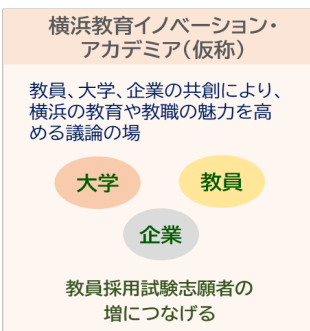 横浜教育イノベーション・
アカデミア（仮称）
教員、大学、企業の共創により、
横浜の教育や教職の魅力を高
める議論の場
大学
教員
企業
教員採用試験志願者の
増につなげる